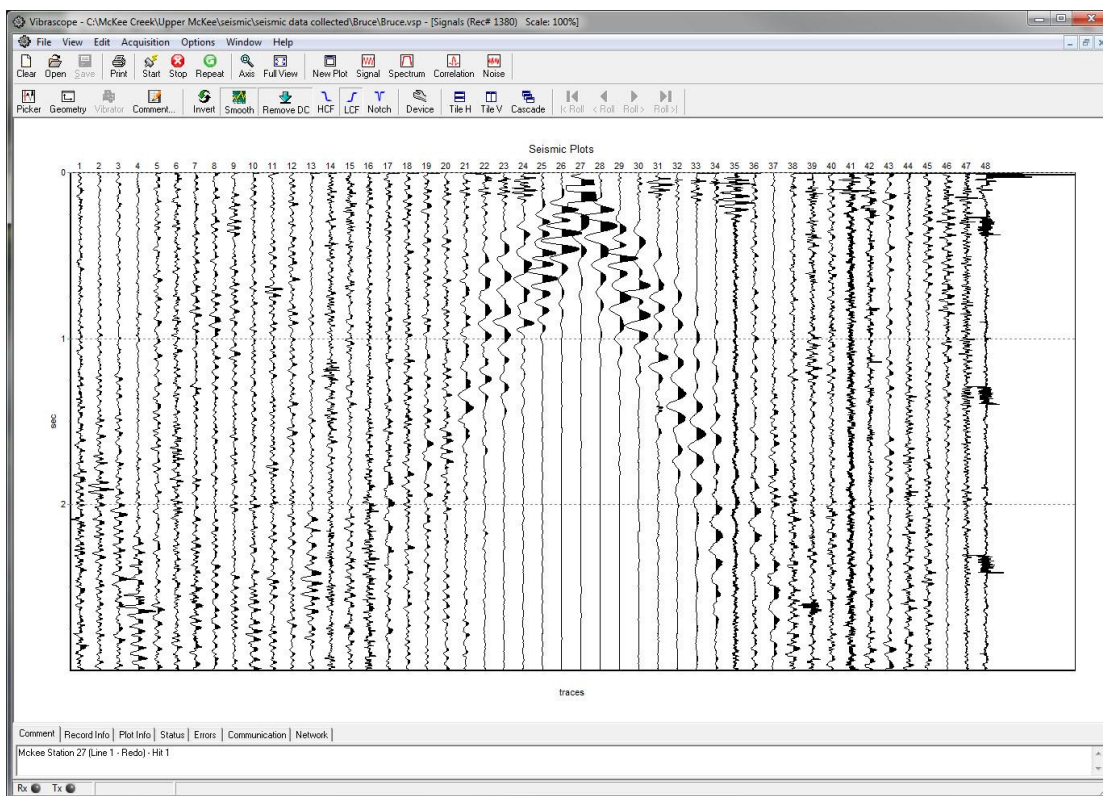 Vibrascope - C:\McKee Creek\Upper McKee\seismic\seismic data collected\Bruce\Bruce.vsp - [Signals (Rec# 1380) Scale: 100%]
File View Edit Acquisition Options Window Help
Clear Open Save Print Start Stop Repeat Axis Full View New Plot Signal Spectrum Correlation Noise
Picker Geometry Vibrator Comment... Invert Smooth Remove DC HCF LCF Notch Device Tile H Tile V Cascade |< Roll < Roll Roll > Roll >|
Seismic Plots
1 2 3 4 5 6 7 8 9 10 11 12 13 14 15 16 17 18 19 20 21 22 23 24 25 26 27 28 29 30 31 32 33 34 35 36 37 38 39 40 41 42 43 44 45 46 47 48
0
1
sec
2
traces
Comment Record Info Plot Info Status Errors Communication Network
Mckee Station 27 (Line 1 - Redo) - Hit 1
Rx Tx